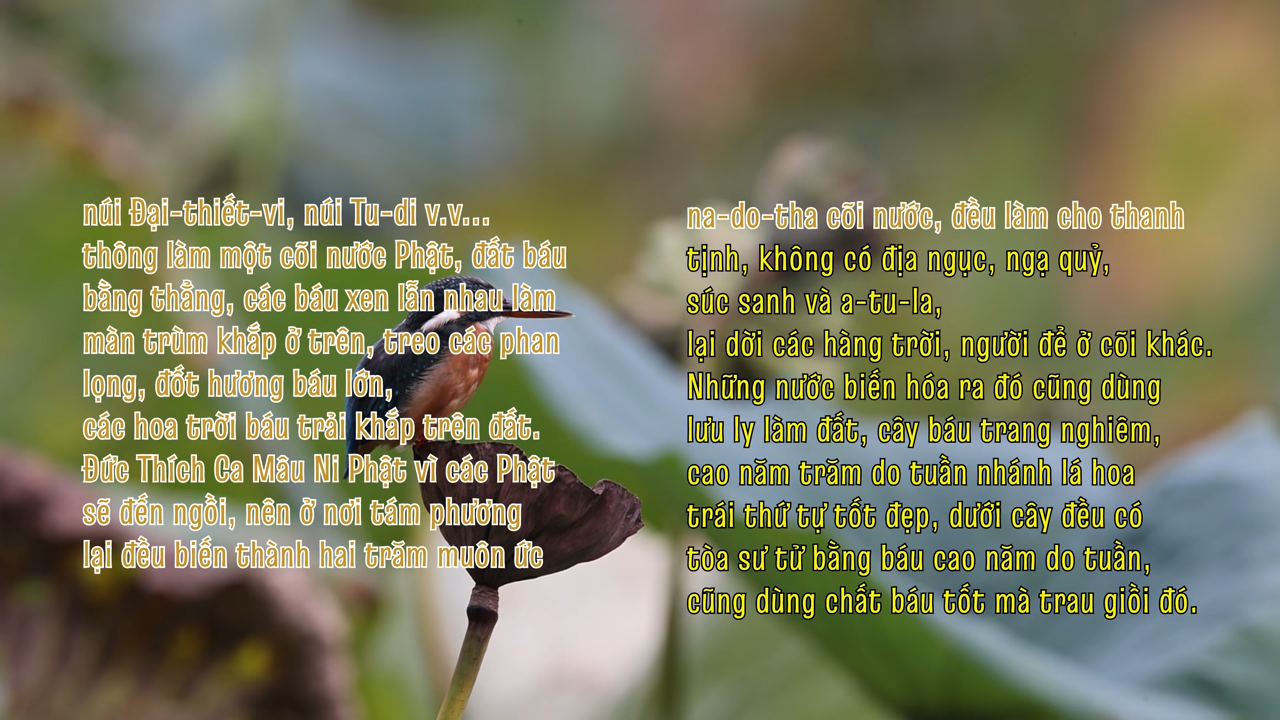 núi Đại-thiết-vi, núi Tu-di v.v...
thông làm một cõi nước Phật, đất báu
bằng thẳng, các báu xen lẫn nhau làm
màn trùm khắp ở trên, treo các phan
lọng, đốt hương báu lớn,
các hoa trời báu trải khắp trên đất.
Đức Thích Ca Mâu Ni Phật vì các Phật
sẽ đến ngồi, nên ở nơi tám phương
lại đều biến thành hai trăm muôn ức
na-do-tha cõi nước, đều làm cho thanh
tịnh, không có địa ngục, ngạ quỷ,
súc sanh và a-tu-la,
lại dời các hàng trời, người để ở cõi khác.
Những nước biến hóa ra đó cũng dùng
lưu ly làm đất, cây báu trang nghiêm,
cao năm trăm do tuần nhánh lá hoa
trái thứ tự tốt đẹp, dưới cây đều có
tòa sư tử bằng báu cao năm do tuần,
cũng dùng chất báu tốt mà trau giồi đó.